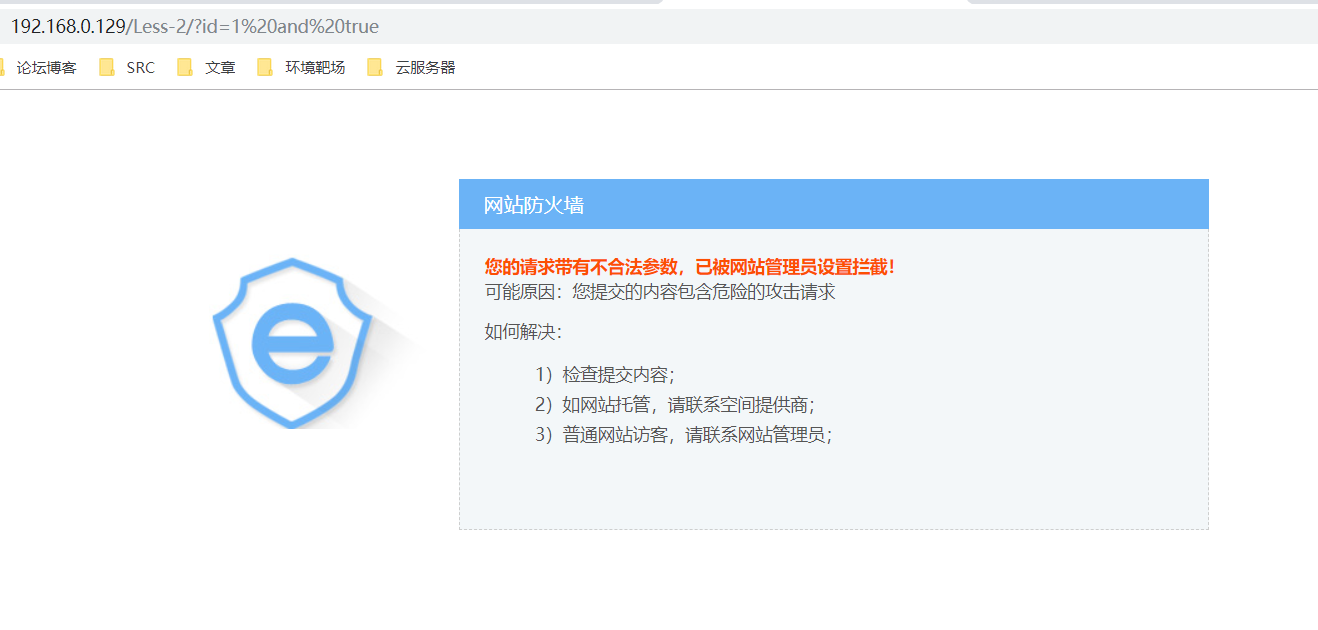 192.168.0.129/Less-2/?id=1%20and%20true
论坛博客 SRC 文章 环境靶场 云服务器
网站防火墙
您的请求带有不合法参数，已被网站管理员设置拦截！
可能原因：您提交的内容包含危险的攻击请求
如何解决：
1）检查提交内容；
2）如网站托管，请联系空间提供商；
3）普通网站访客，请联系网站管理员；
e